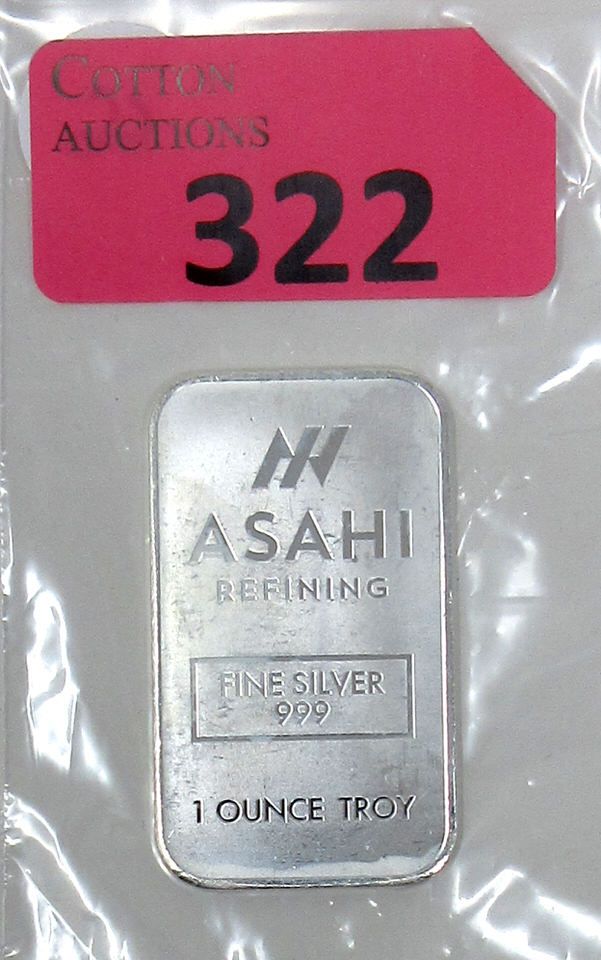 COTTON
AUCTIONS
322
ASAHI
REFINING
FINE SILVER
999
1 OUNCE TROY